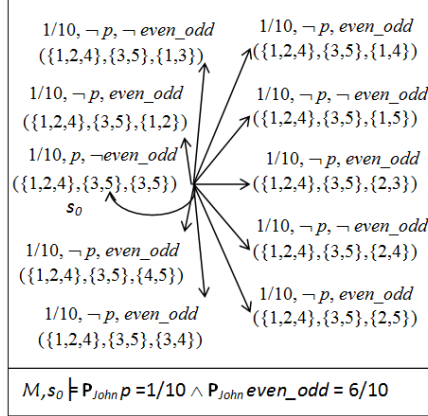 1/10, ¬ p, ¬ even_odd
({1,2,4},{3,5},{1,3})
1/10, ¬ p, even_odd
({1,2,4},{3,5},{1,2})
1/10, p, ¬even_odd
({1,2,4},{3,5},{3,5})
s₀
1/10, ¬ p, even_odd
({1,2,4},{3,5},{4,5})
1/10, ¬ p, even_odd
({1,2,4},{3,5},{3,4})
1/10, ¬ p, even_odd
({1,2,4},{3,5},{1,4})
1/10, ¬ p, ¬ even_odd
({1,2,4},{3,5},{1,5})
1/10, ¬ p, even_odd
({1,2,4},{3,5},{2,3})
1/10, ¬ p, ¬ even_odd
({1,2,4},{3,5},{2,4})
1/10, ¬ p, even_odd
({1,2,4},{3,5},{2,5})
M,s₀ ⊨ P_John p =1/10 ∧ P_John even_odd = 6/10